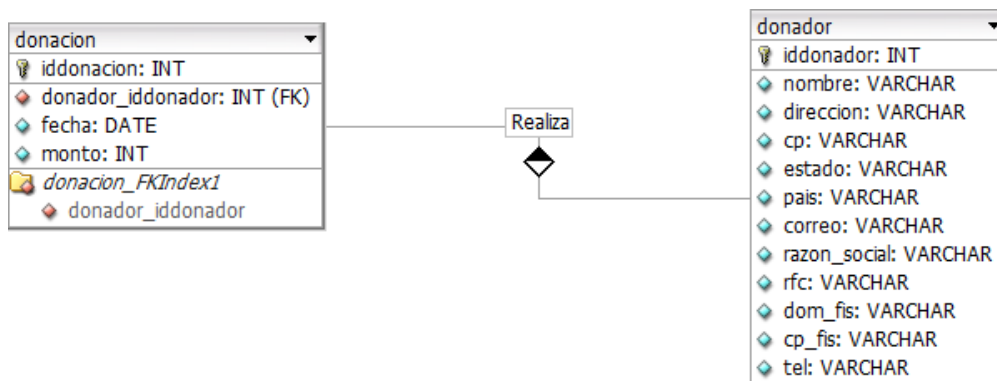 donacion
iddonacion: INT
donador_iddonador: INT (FK)
fecha: DATE
monto: INT
donacion_FKIndex1
donador_iddonador
Realiza
donador
iddonador: INT
nombre: VARCHAR
direccion: VARCHAR
cp: VARCHAR
estado: VARCHAR
pais: VARCHAR
correo: VARCHAR
razon_social: VARCHAR
rfc: VARCHAR
dom_fis: VARCHAR
cp_fis: VARCHAR
tel: VARCHAR